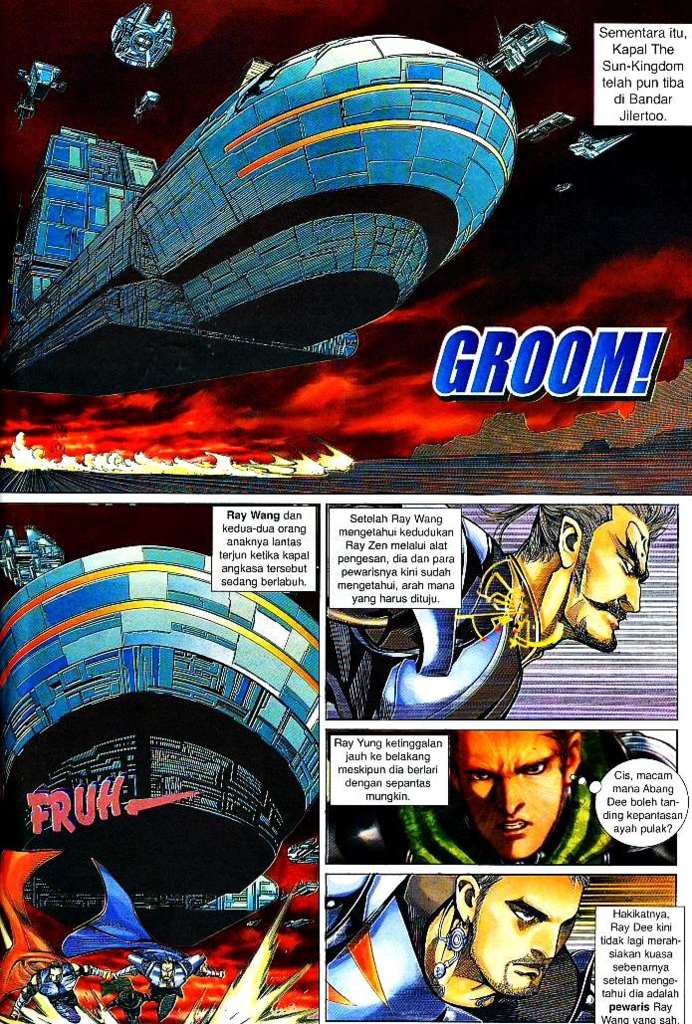 Sementara itu,
Kapal The
Sun-Kingdom
telah pun tiba
di Bandar
Jilertoo.
GROOM!
Ray Wang dan
kedua-dua orang
anaknya lantas
terjun ketika kapal
angkasa tersebut
sedang berlabuh.
FRUH
Setelah Ray Wang
mengetahui kedudukan
Ray Zen melalui alat
pengesan, dia dan para
pewarisnya kini sudah
mengetahui, arah mana
yang harus dituju.
Ray Yung ketinggalan
jauh ke belakang
meskipun dia berlari
dengan sepantas
mungkin.
Cis, macam
mana Abang
Dee boleh tan-
ding kepantasan
ayah pulak?
Hakikatnya,
Ray Dee kini
tidak lagi merah-
siakan kuasa
sebenarnya
setelah menge-
tahui dia adalah
pewaris Ray
Wang yang sah.